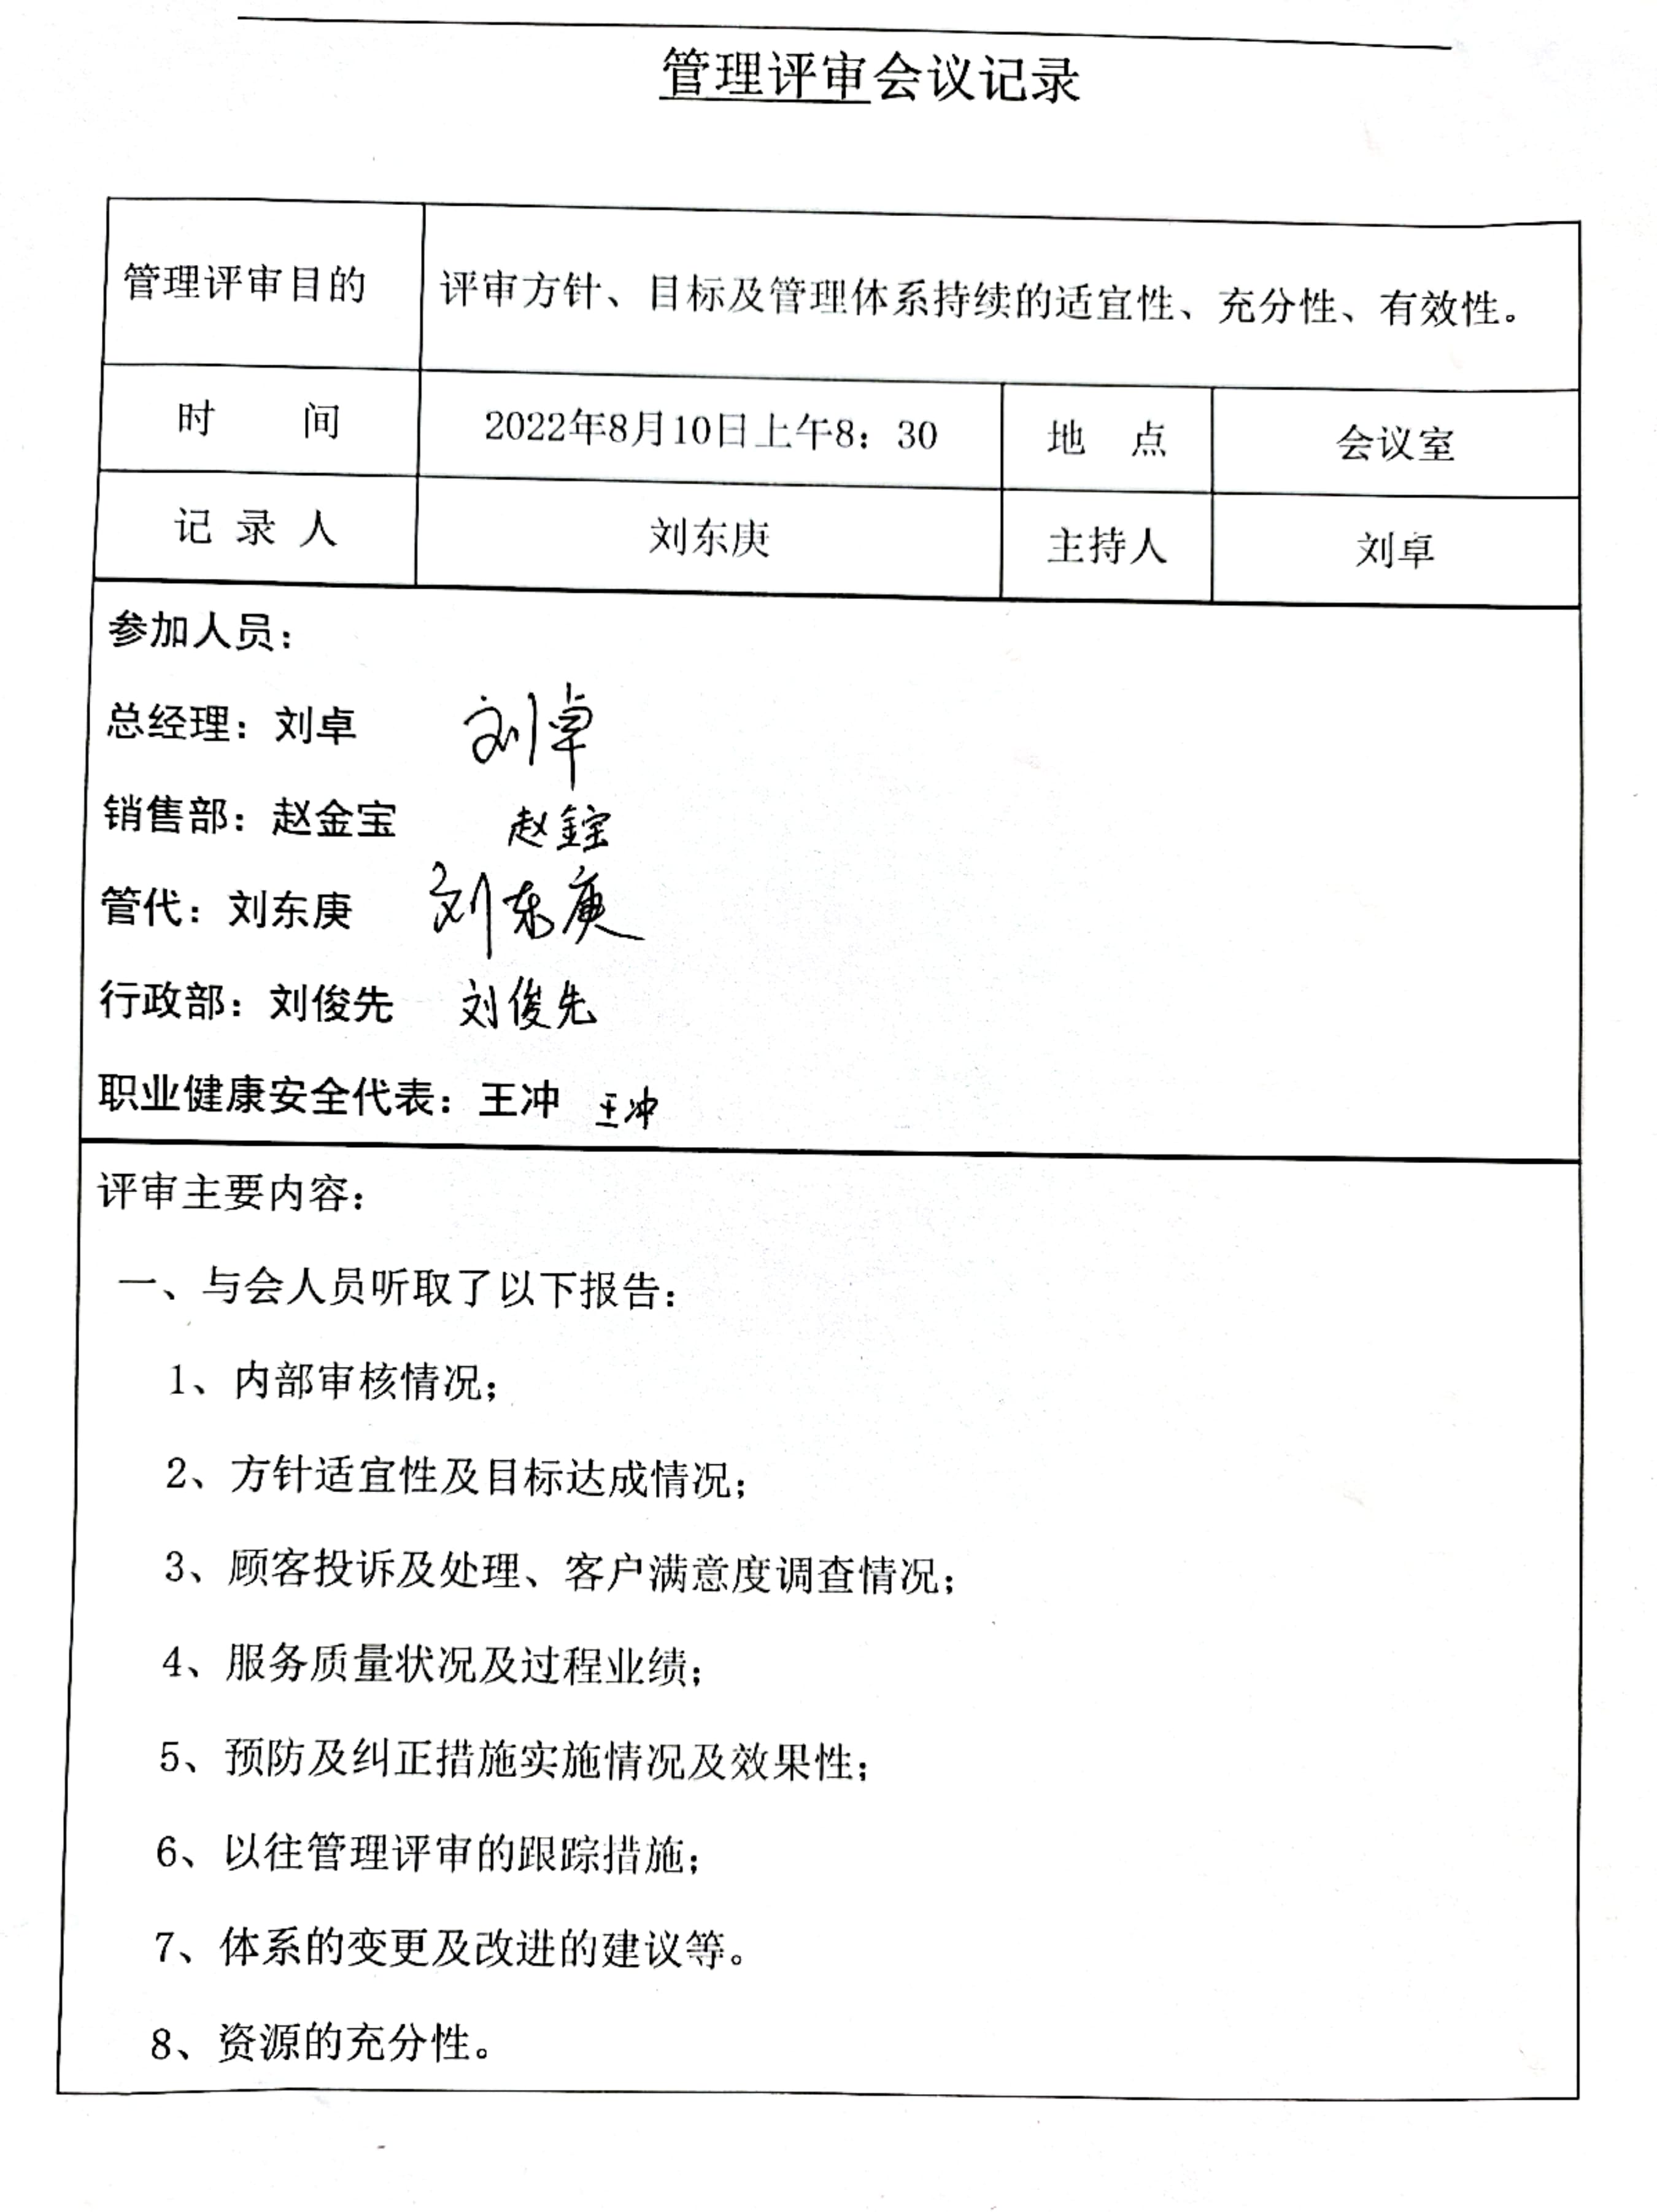 管理评审会议记录
管理评审目的 评审方针、目标及管理体系持续的适宜性、充分性、有效性。
时 间 2022年8月10日上午8：30 地 点 会议室
记 录 人 刘东庚 主持人 刘卓
参加人员：
总经理：刘卓 刘卓
销售部：赵金宝 赵金宝
管代：刘东庚 刘东庚
行政部：刘俊先 刘俊先
职业健康安全代表：王冲 王冲
评审主要内容：
一、与会人员听取了以下报告：
1、内部审核情况；
2、方针适宜性及目标达成情况；
3、顾客投诉及处理、客户满意度调查情况；
4、服务质量状况及过程业绩；
5、预防及纠正措施实施情况及效果性；
6、以往管理评审的跟踪措施；
7、体系的变更及改进的建议等。
8、资源的充分性。